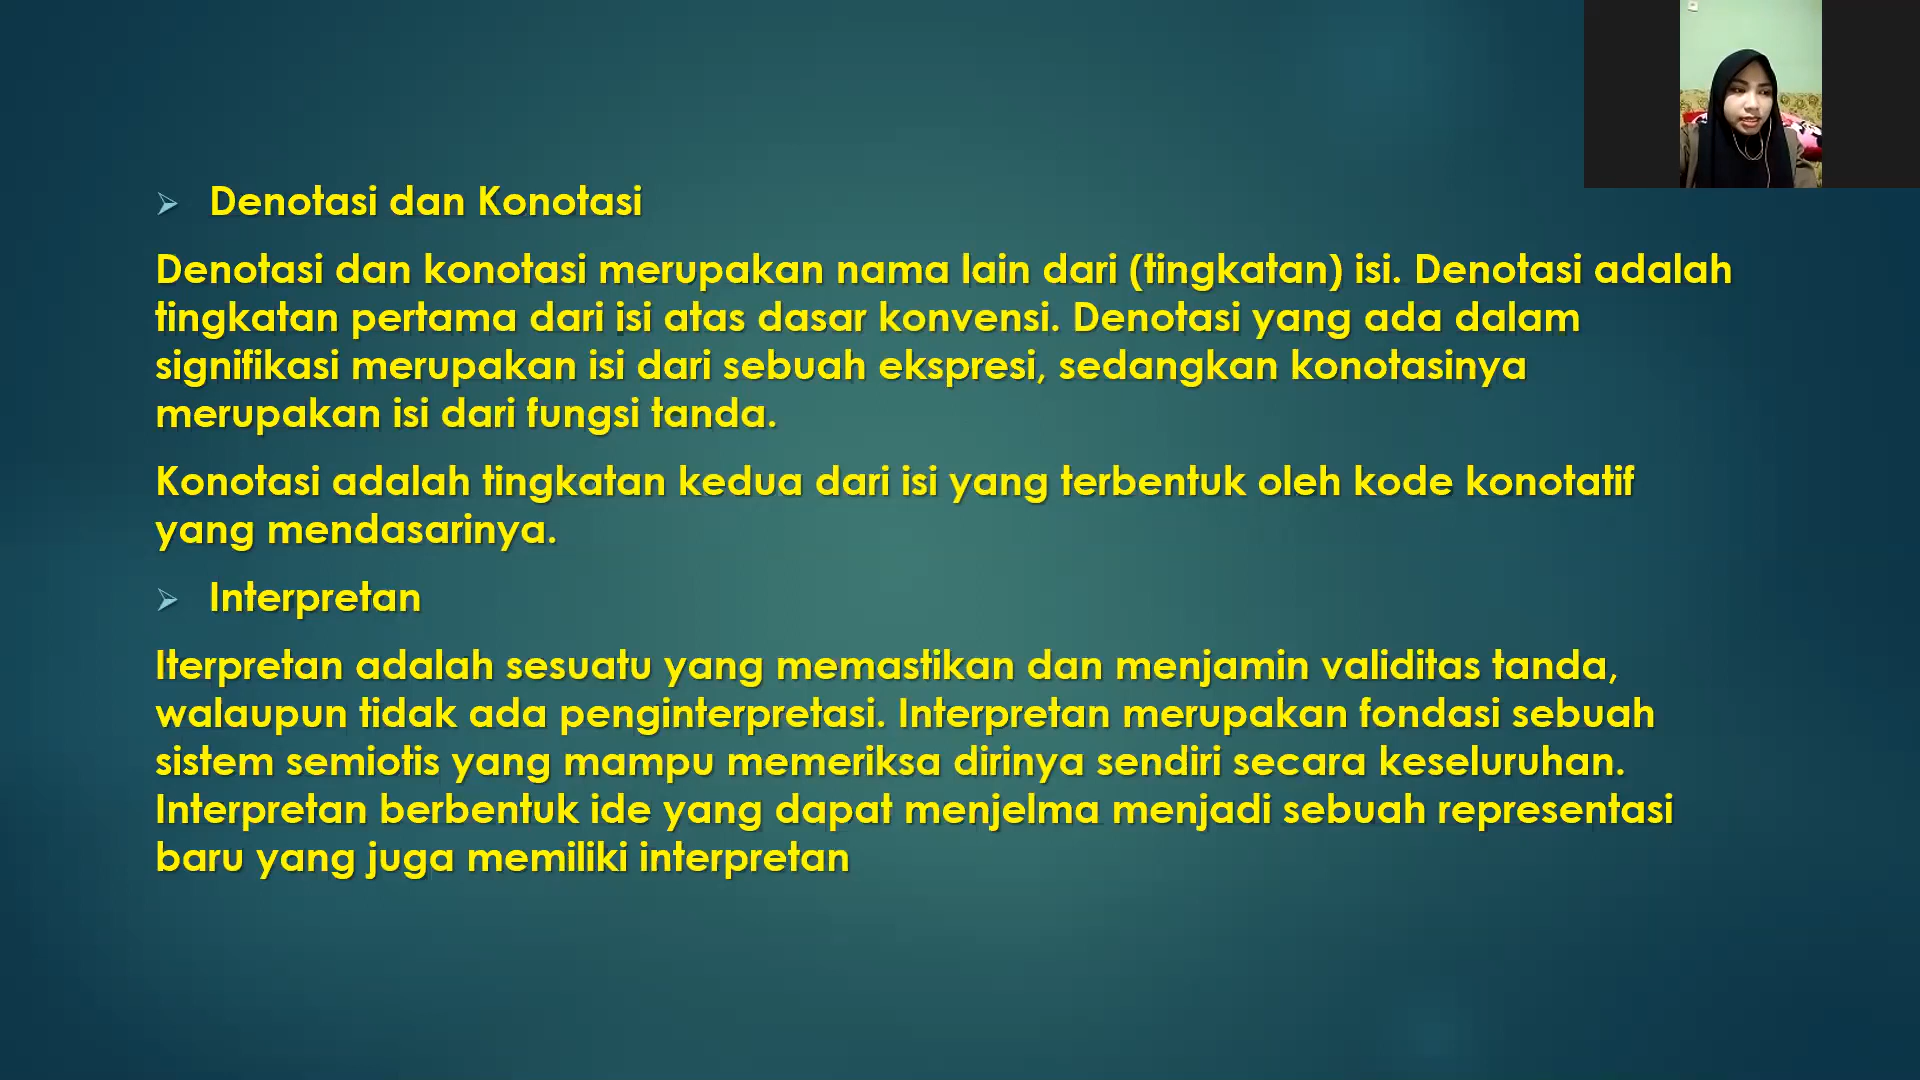 Denotasi dan Konotasi
Denotasi dan konotasi merupakan nama lain dari (tingkatan) isi. Denotasi adalah
tingkatan pertama dari isi atas dasar konvensi. Denotasi yang ada dalam
signifikasi merupakan isi dari sebuah ekspresi, sedangkan konotasinya
merupakan isi dari fungsi tanda.
Konotasi adalah tingkatan kedua dari isi yang terbentuk oleh kode konotatif
yang mendasarinya.
Interpretan
Iterpretan adalah sesuatu yang memastikan dan menjamin validitas tanda,
walaupun tidak ada penginterpretasi. Interpretan merupakan fondasi sebuah
sistem semiotis yang mampu memeriksa dirinya sendiri secara keseluruhan.
Interpretan berbentuk ide yang dapat menjelma menjadi sebuah representasi
baru yang juga memiliki interpretan